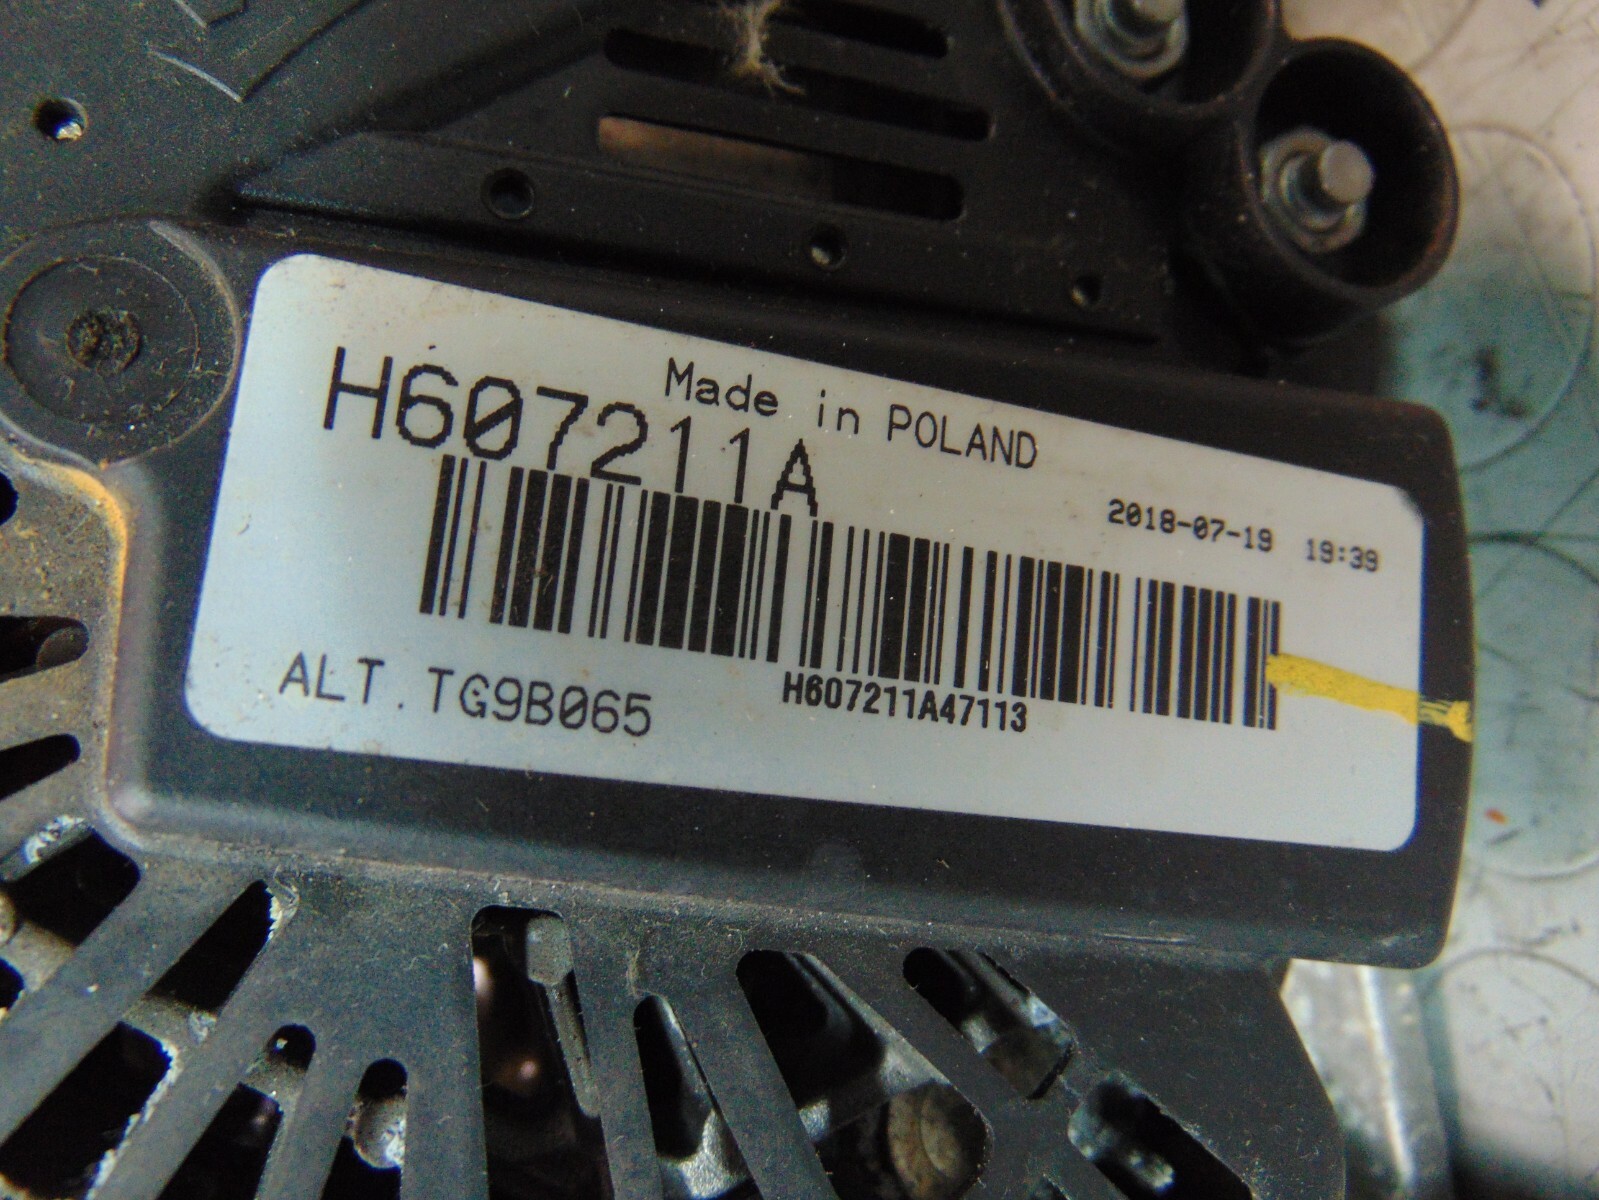 Made in POLAND
H607211A
2018-07-19 19:39
H607211A47113
ALT. TG9B065